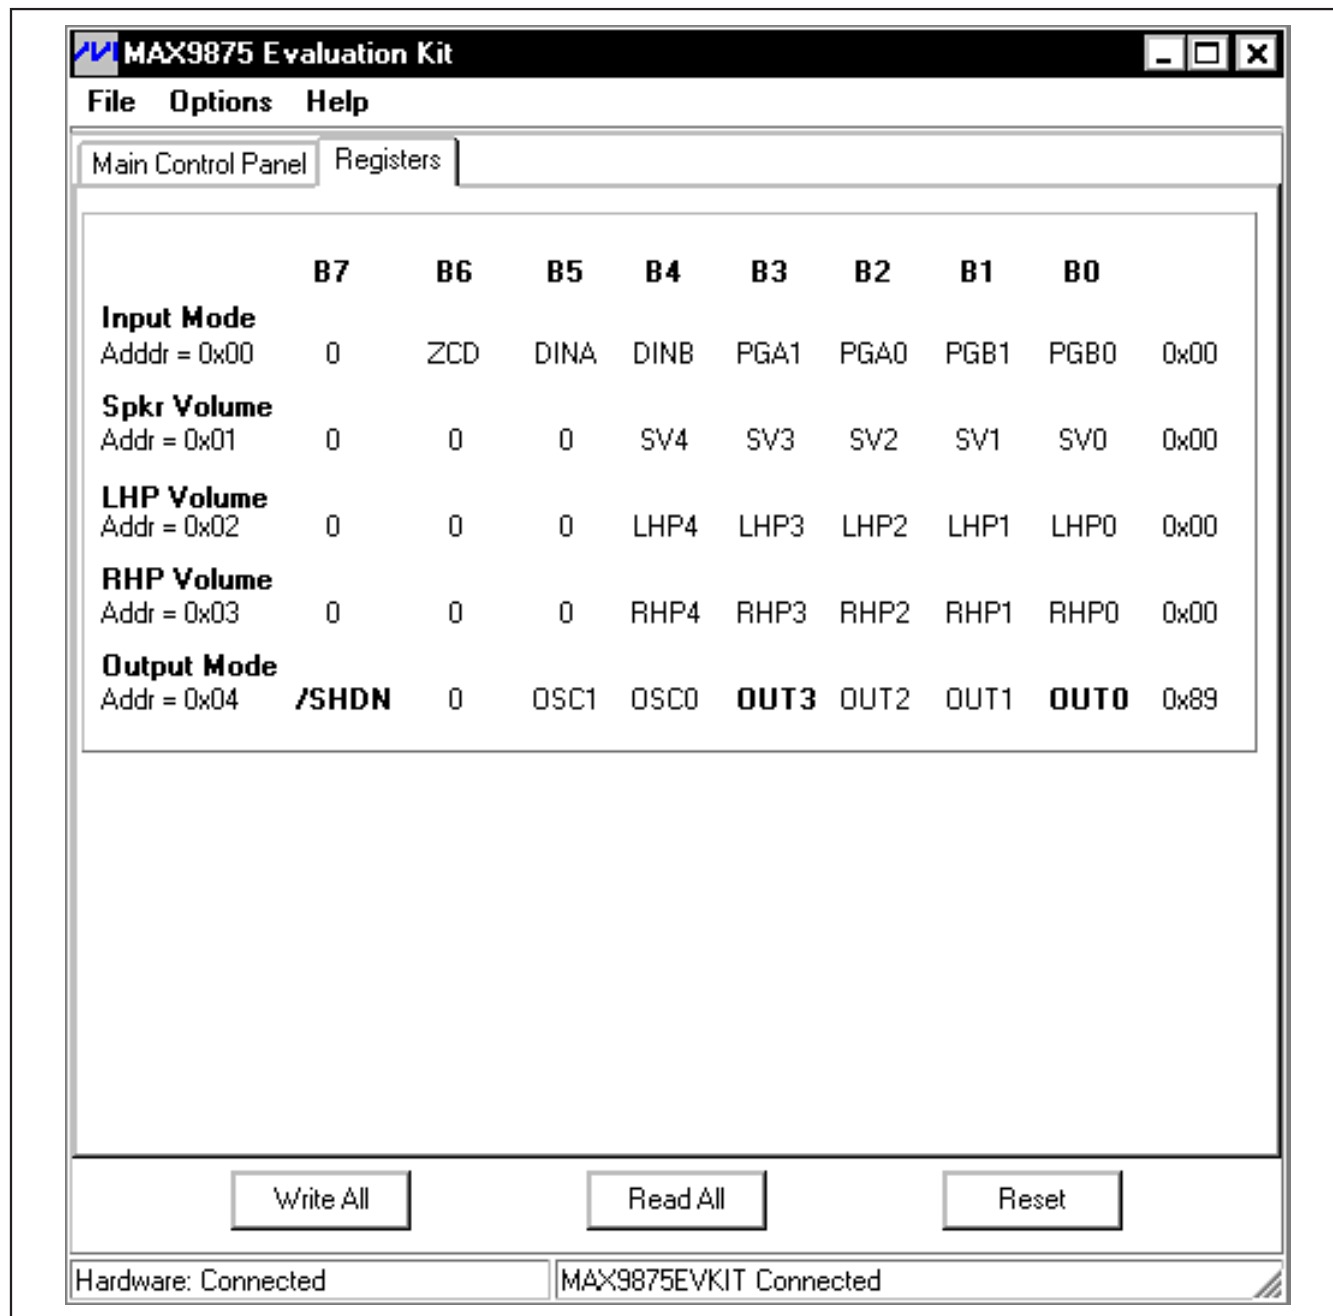 MAX9875 Evaluation Kit
File Options Help
Main Control Panel Registers
B7 B6 B5 B4 B3 B2 B1 B0
Input Mode
Adddr = 0x00 0 ZCD DINA DINB PGA1 PGA0 PGB1 PGB0 0x00
Spkr Volume
Addr = 0x01 0 0 0 SV4 SV3 SV2 SV1 SV0 0x00
LHP Volume
Addr = 0x02 0 0 0 LHP4 LHP3 LHP2 LHP1 LHP0 0x00
RHP Volume
Addr = 0x03 0 0 0 RHP4 RHP3 RHP2 RHP1 RHP0 0x00
Output Mode
Addr = 0x04 /SHDN 0 OSC1 OSC0 OUT3 OUT2 OUT1 OUT0 0x89
Write All Read All Reset
Hardware: Connected MAX9875EVKIT Connected